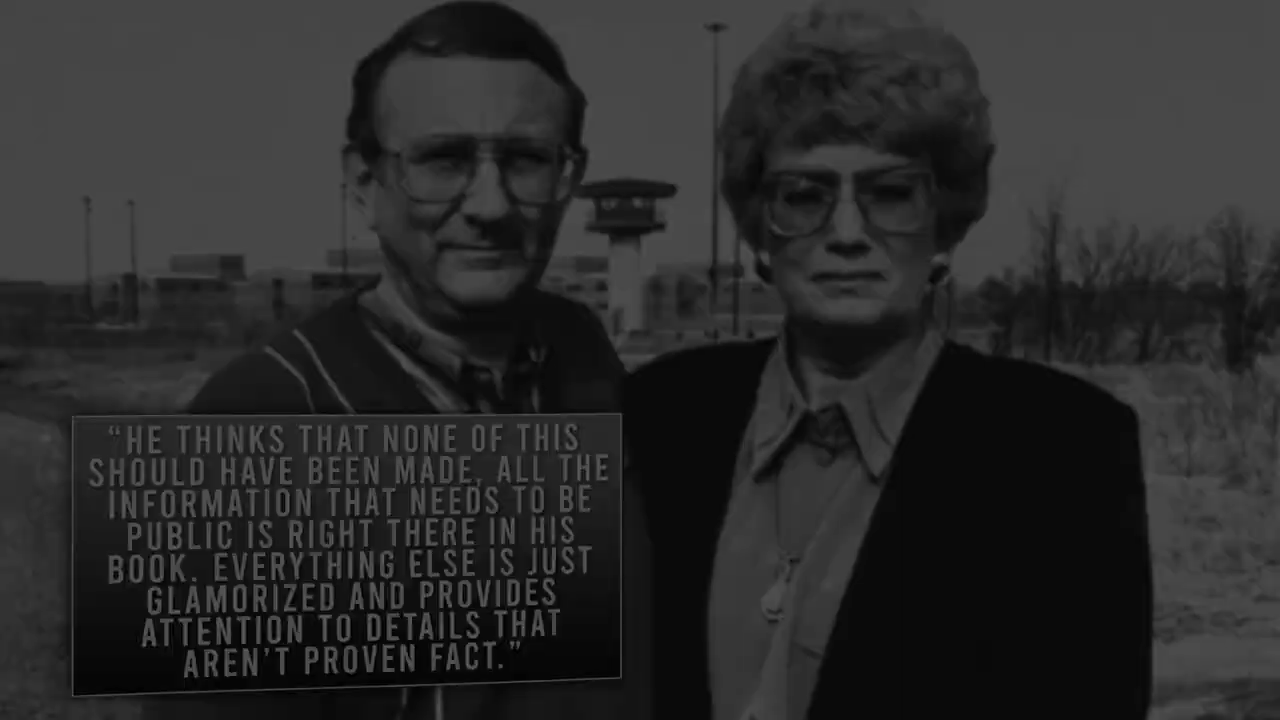 “HE THINKS THAT NONE OF THIS
SHOULD HAVE BEEN MADE, ALL THE
INFORMATION THAT NEEDS TO BE
PUBLIC IS RIGHT THERE IN HIS
BOOK. EVERYTHING ELSE IS JUST
GLAMORIZED AND PROVIDES
ATTENTION TO DETAILS THAT
AREN’T PROVEN FACT.”